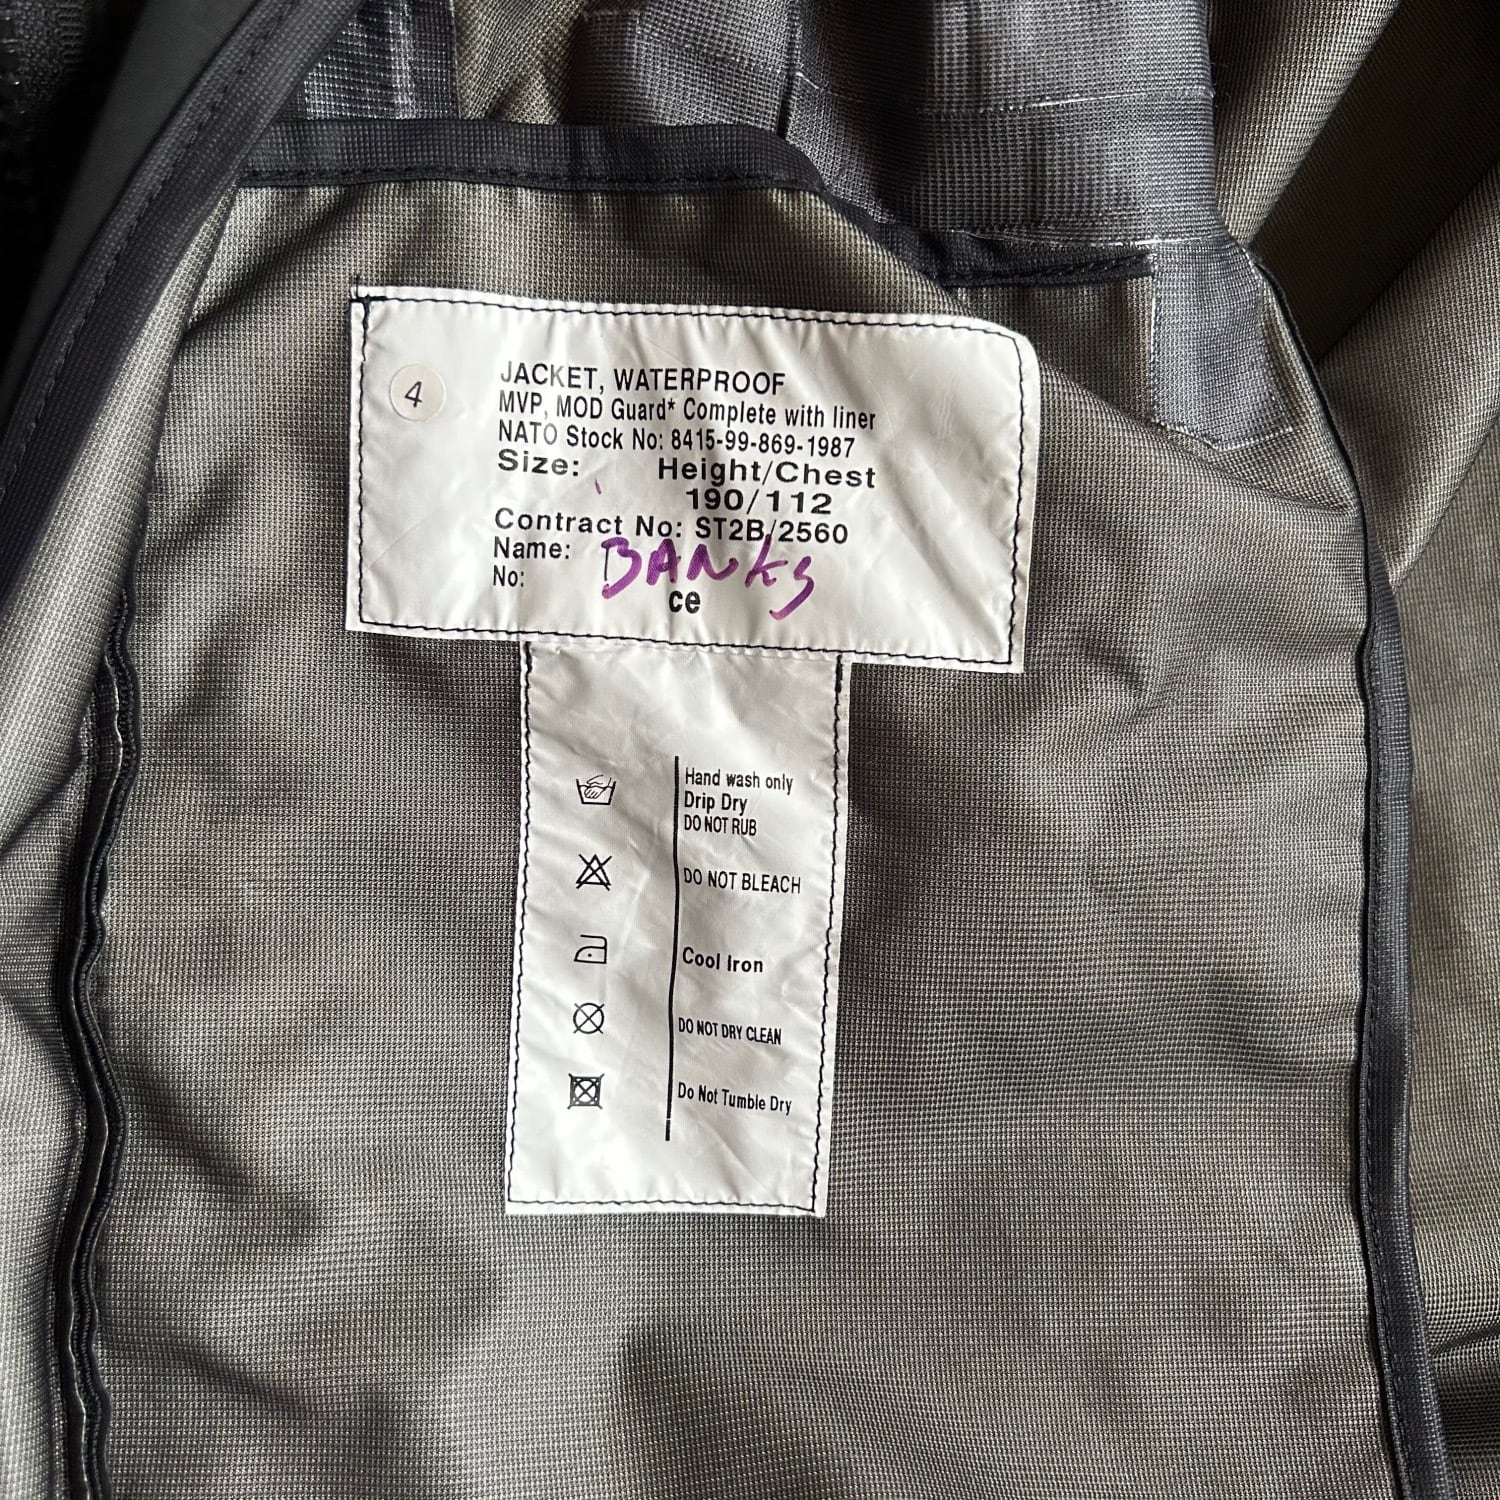 4
JACKET, WATERPROOF
MVP, MOD Guard* Complete with liner
NATO Stock No: 8415-99-869-1987
Size: Height/Chest
190/112
Contract No: ST2B/2560
Name: BANKS
No:
ce
Hand wash only
Drip Dry
DO NOT RUB
DO NOT BLEACH
Cool Iron
DO NOT DRY CLEAN
Do Not Tumble Dry